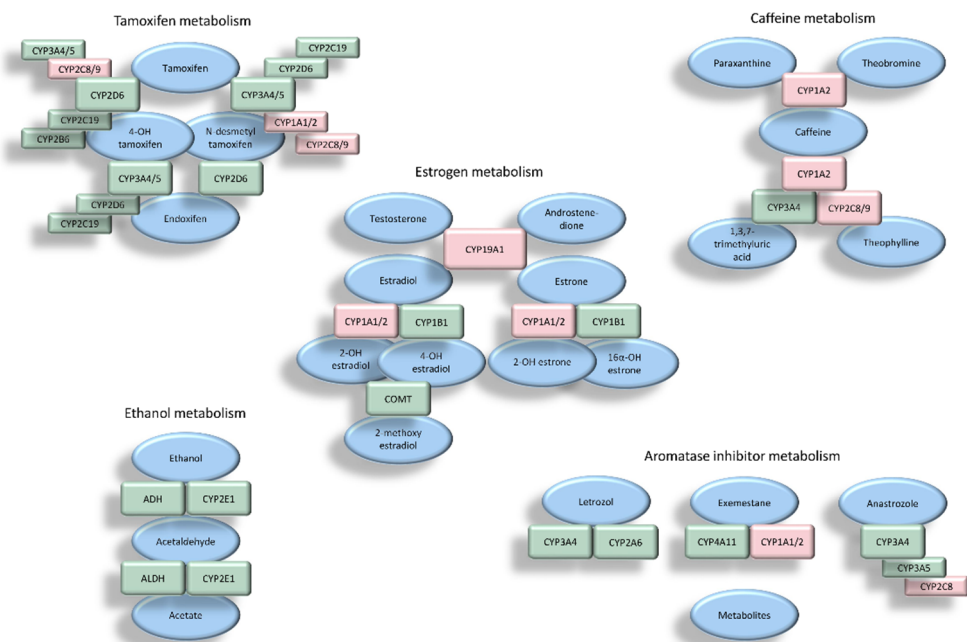 Tamoxifen metabolism
CYP3A4/5
CYP2C8/9
CYP2D6
CYP2C19
CYP2B6
Tamoxifen
CYP2C19
CYP2D6
CYP3A4/5
CYP1A1/2
CYP2C8/9
4-OH
tamoxifen
N-desmetyl
tamoxifen
CYP3A4/5
CYP2D6
CYP2C19
CYP2D6
Endoxifen
Caffeine metabolism
Paraxanthine
Theobromine
CYP1A2
Caffeine
CYP1A2
CYP3A4
CYP2C8/9
1,3,7-
trimethyluric
acid
Theophylline
Estrogen metabolism
Testosterone
Androstene-
dione
CYP19A1
Estradiol
Estrone
CYP1A1/2
CYP1B1
CYP1A1/2
CYP1B1
2-OH
estradiol
4-OH
estradiol
2-OH estrone
16α-OH
estrone
COMT
2-methoxy
estradiol
Ethanol metabolism
Ethanol
ADH
CYP2E1
Acetaldehyde
ALDH
CYP2E1
Acetate
Aromatase inhibitor metabolism
Letrozol
Exemestane
Anastrozole
CYP3A4
CYP2A6
CYP4A11
CYP1A1/2
CYP3A4
CYP3A5
CYP2C8
Metabolites